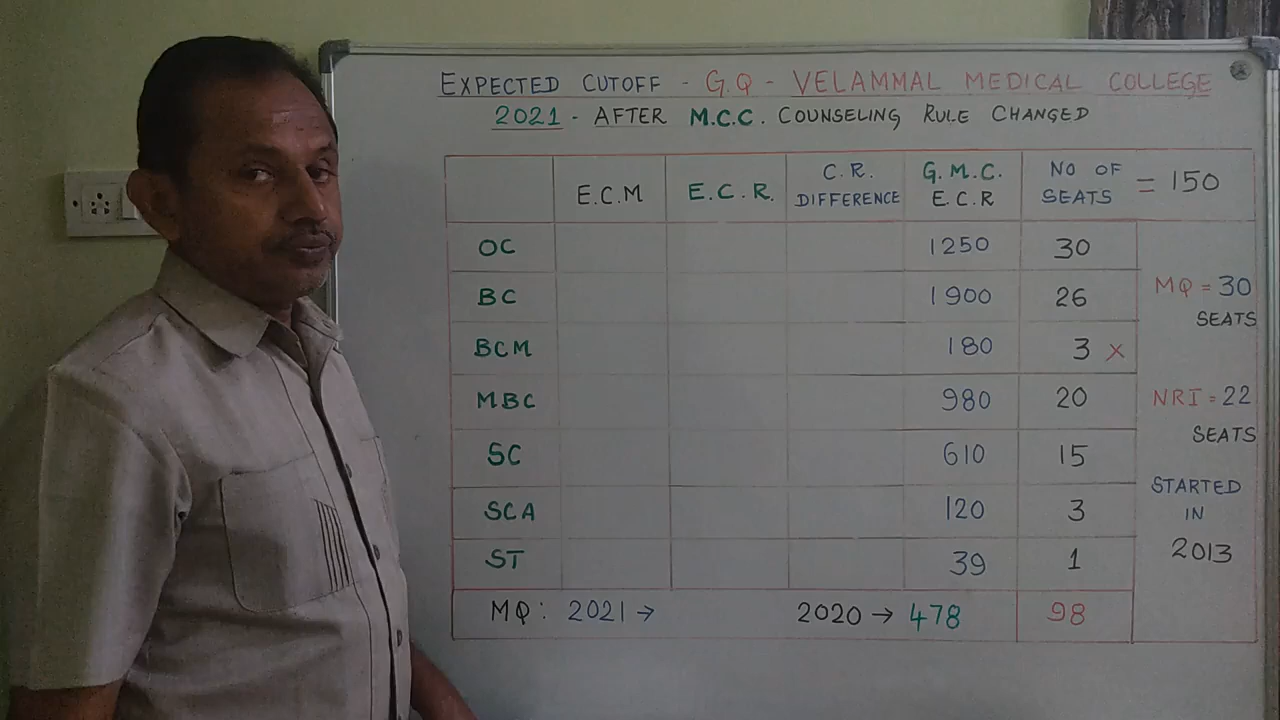 EXPECTED CUTOFF - G.Q - VELAMMAL MEDICAL COLLEGE
2021 - AFTER M.C.C. COUNSELING RULE CHANGED
E.C.M E.C.R. C.R. DIFFERENCE G.M.C. E.C.R NO OF SEATS = 150
OC 1250 30
BC 1900 26
MQ = 30 SEATS
BCM 180 3 X
MBC 980 20
NRI = 22 SEATS
SC 610 15
SCA 120 3
STARTED IN 2013
ST 39 1
MQ : 2021 → 2020 → 478 98